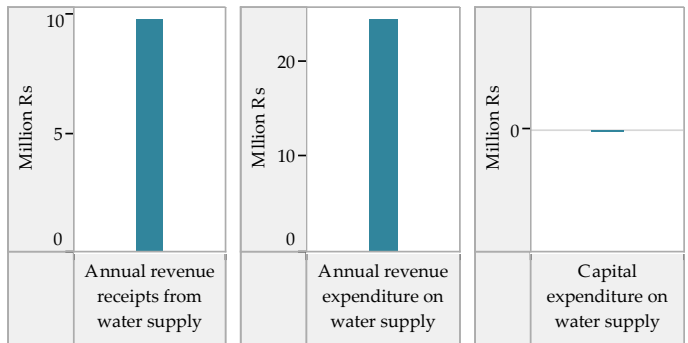 Million Rs
10
5
0
Annual revenue
receipts from
water supply
Mllion Rs
20
10
0
Annual revenue
expenditure on
water supply
Million Rs
0
Capital
expenditure on
water supply